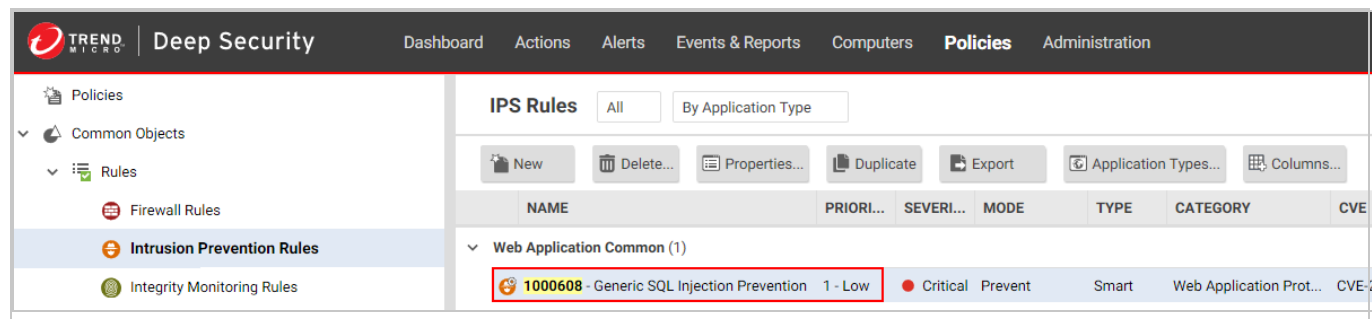 TREND MICRO | Deep Security Dashboard Actions Alerts Events & Reports Computers Policies Administration
Policies
IPS Rules All By Application Type
Common Objects
Rules
New Delete... Properties... Duplicate Export Application Types... Columns...
Firewall Rules
NAME PRIORI... SEVERI... MODE TYPE CATEGORY CVE
Intrusion Prevention Rules
Web Application Common (1)
Integrity Monitoring Rules
1000608 - Generic SQL Injection Prevention 1 - Low Critical Prevent Smart Web Application Prot...